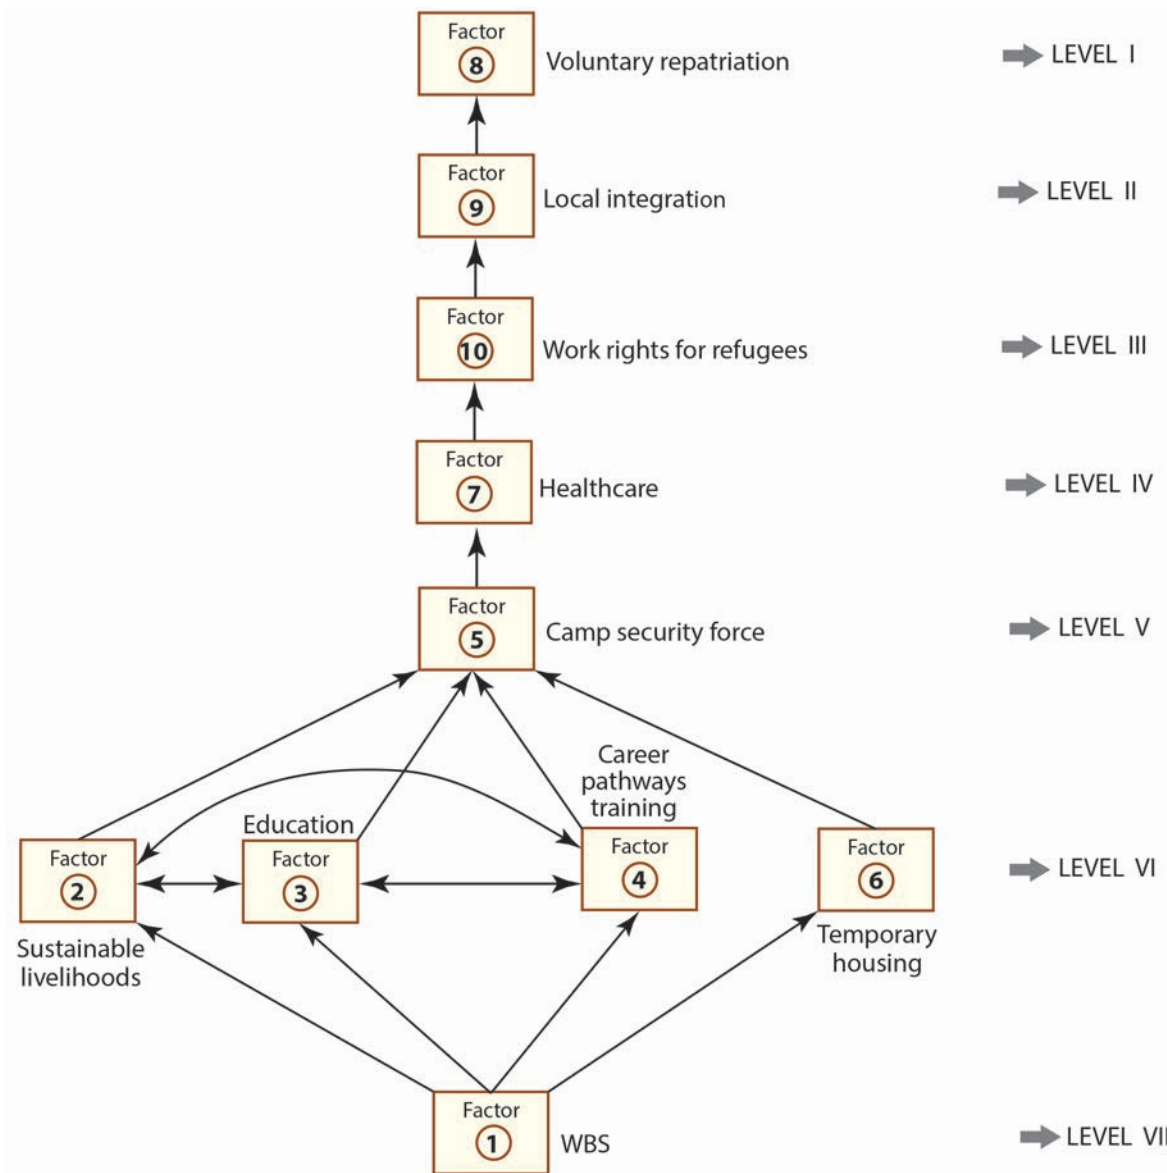 Factor
8
Voluntary repatriation
LEVEL I
Factor
9
Local integration
LEVEL II
Factor
10
Work rights for refugees
LEVEL III
Factor
7
Healthcare
LEVEL IV
Factor
5
Camp security force
LEVEL V
Career
pathways
training
Education
Factor
2
Factor
3
Factor
4
Factor
6
LEVEL VI
Sustainable
livelihoods
Temporary
housing
Factor
1
WBS
LEVEL VII